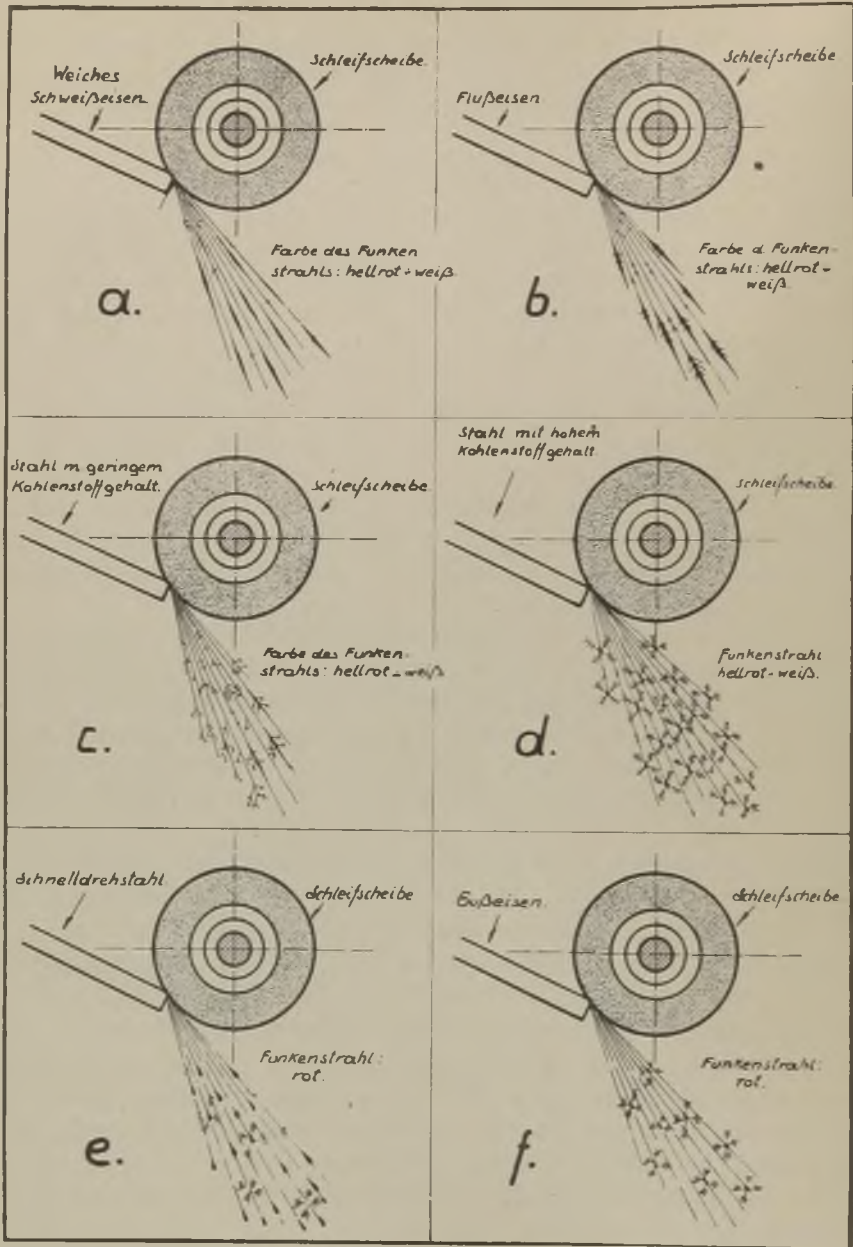 Weiches
Schweißeisen
Schleifscheibe
Farbe des Funken
strahls: hellrot-weiß.
a.
Flußeisen
Schleifscheibe
Farbe d. Funken-
strahls: hellrot-
weiß.
b.
Stahl m. geringem
Kohlenstoffgehalt.
Schleifscheibe
Farbe des Funken-
strahls: hellrot-weiß
c.
Stahl mit hohem
Kohlenstoffgehalt
Schleifscheibe
Funkenstrahl
hellrot-weiß.
d.
Schnelldrehstahl
Schleifscheibe
Funkenstrahl:
rot.
e.
Gußeisen.
Schleifscheibe
Funkenstrahl:
rot.
f.